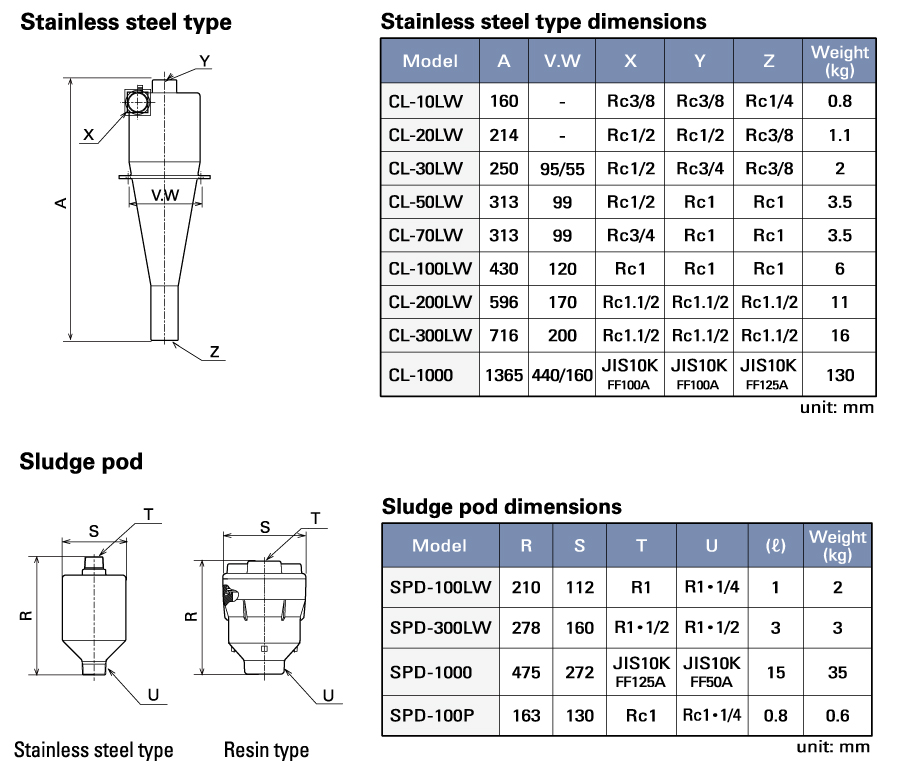 Stainless steel type
Y
X
A
V.W
Z
Stainless steel type dimensions
Model A V.W X Y Z Weight (kg)
CL-10LW 160 - Rc3/8 Rc3/8 Rc1/4 0.8
CL-20LW 214 - Rc1/2 Rc1/2 Rc3/8 1.1
CL-30LW 250 95/55 Rc1/2 Rc3/4 Rc3/8 2
CL-50LW 313 99 Rc1/2 Rc1 Rc1 3.5
CL-70LW 313 99 Rc3/4 Rc1 Rc1 3.5
CL-100LW 430 120 Rc1 Rc1 Rc1 6
CL-200LW 596 170 Rc1.1/2 Rc1.1/2 Rc1.1/2 11
CL-300LW 716 200 Rc1.1/2 Rc1.1/2 Rc1.1/2 16
CL-1000 1365 440/160 JIS10K FF100A JIS10K FF100A JIS10K FF125A 130
unit: mm
Sludge pod
S
T
R
U
Stainless steel type
S
T
R
U
Resin type
Sludge pod dimensions
Model R S T U (ℓ) Weight (kg)
SPD-100LW 210 112 R1 R1•1/4 1 2
SPD-300LW 278 160 R1•1/2 R1•1/2 3 3
SPD-1000 475 272 JIS10K FF125A JIS10K FF50A 15 35
SPD-100P 163 130 Rc1 Rc1•1/4 0.8 0.6
unit: mm